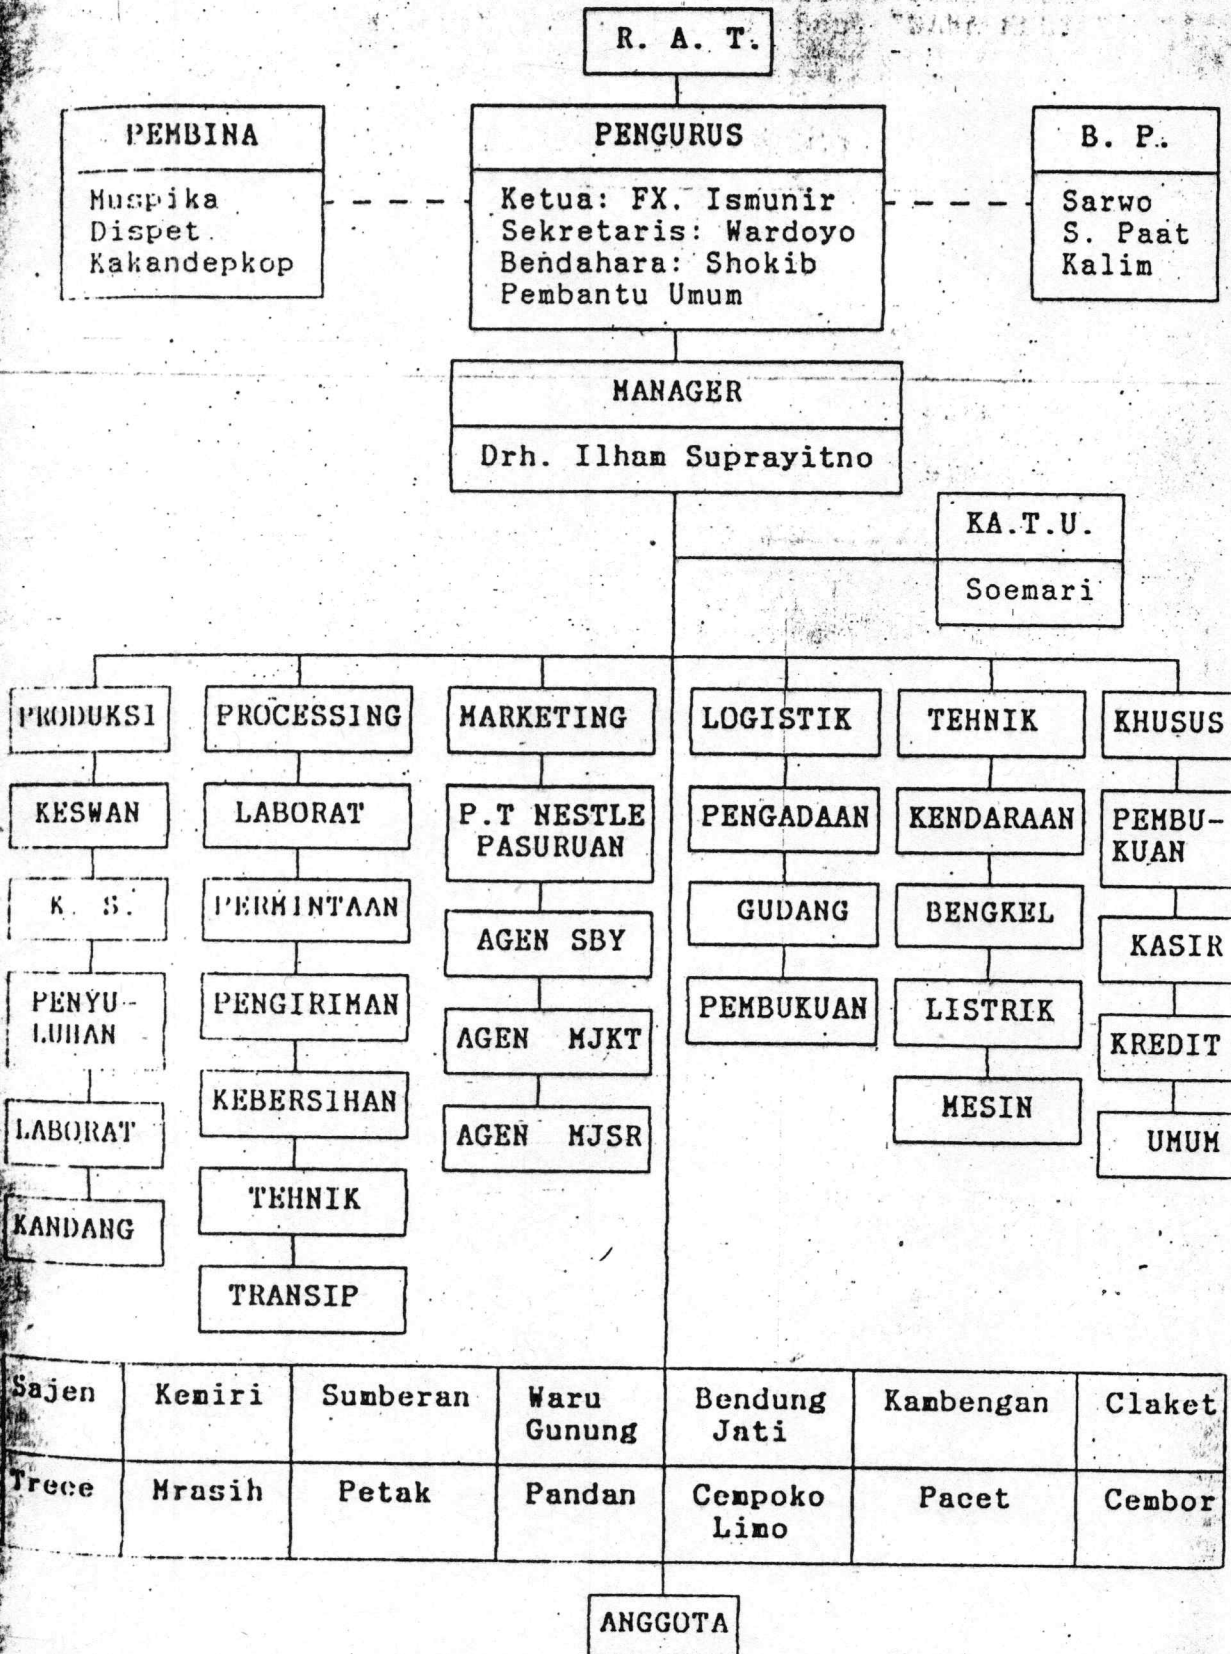 R. A. T.
PEMBINA
Muspika
Dispet.
Kakandepkop
PENGURUS
Ketua: FX. Ismunir
Sekretaris: Wardoyo
Bendahara: Shokib
Pembantu Umum
B. P.
Sarwo
S. Paat
Kalim
MANAGER
Drh. Ilham Suprayitno
KA.T.U.
Soemari
PRODUKSI
KESWAN
K. S.
PENYU-
LUHAN
LABORAT
KANDANG
PROCESSING
LABORAT
PERMINTAAN
PENGIRIMAN
KEBERSIHAN
TEHNIK
TRANSIP
MARKETING
P.T NESTLE
PASURUAN
AGEN SBY
AGEN MJKT
AGEN MJSR
LOGISTIK
PENGADAAN
GUDANG
PEMBUKUAN
TEHNIK
KENDARAAN
BENGKEL
LISTRIK
MESIN
KHUSUS
PEMBU-
KUAN
KASIR
KREDIT
UMUM
Sajen Kemiri Sumberan Waru Bendung Kambengan Claket
Gunung Jati
Trece Mrasih Petak Pandan Cempoko Pacet Cembor
Limo
ANGGOTA